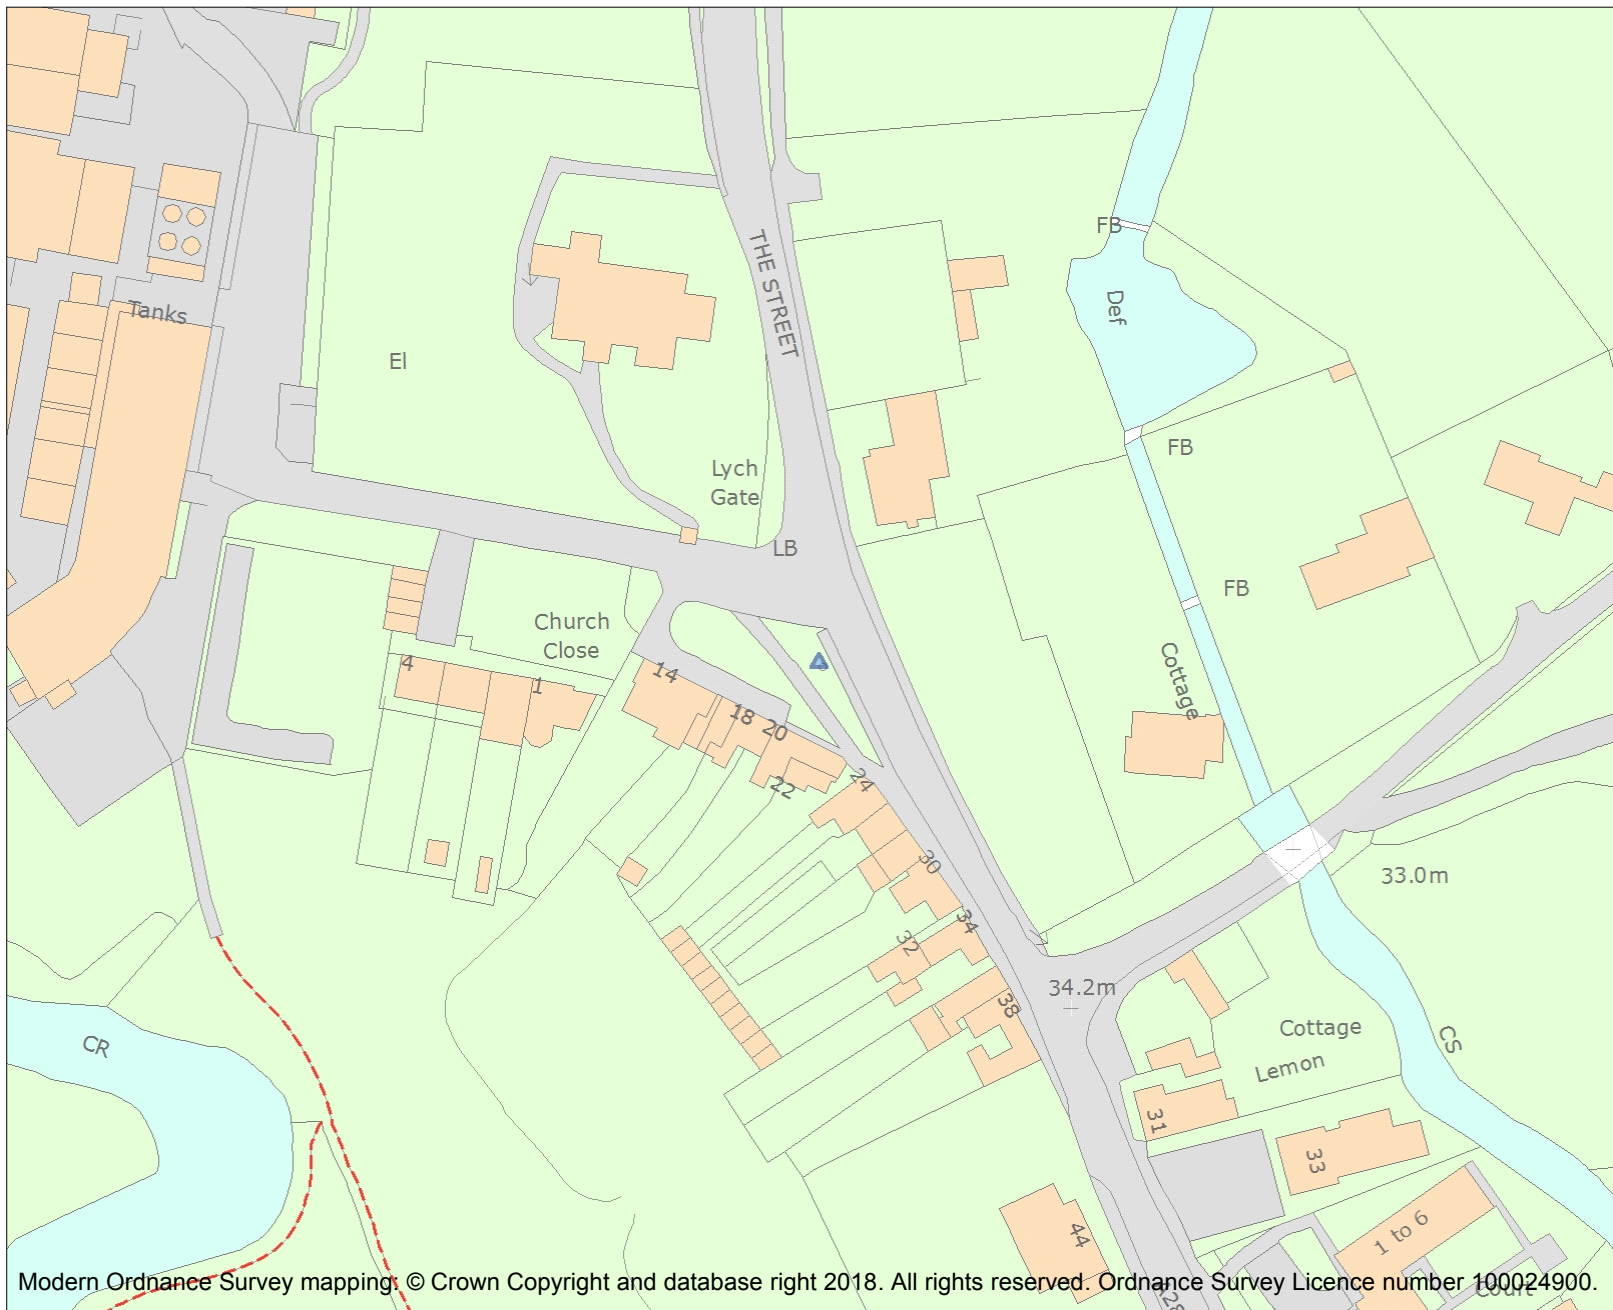 THE STREET
FB
Def
Tanks
El
Lych
Gate
FB
LB
FB
Church
Close
Cottage
4
1
14
18
20
22
24
30
34
32
33.0m
34.2m
38
Cottage
Lemon
CS
CR
31
33
44
1 to 6
Court
Modern Ordnance Survey mapping: © Crown Copyright and database right 2018. All rights reserved. Ordnance Survey Licence number 100024900.